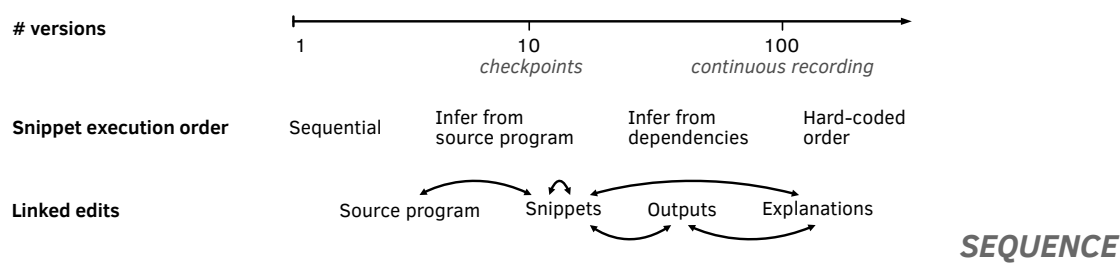 # versions
1 10 100
checkpoints continuous recording
Snippet execution order Sequential Infer from source program Infer from dependencies Hard-coded order
Linked edits Source program Snippets Outputs Explanations
SEQUENCE